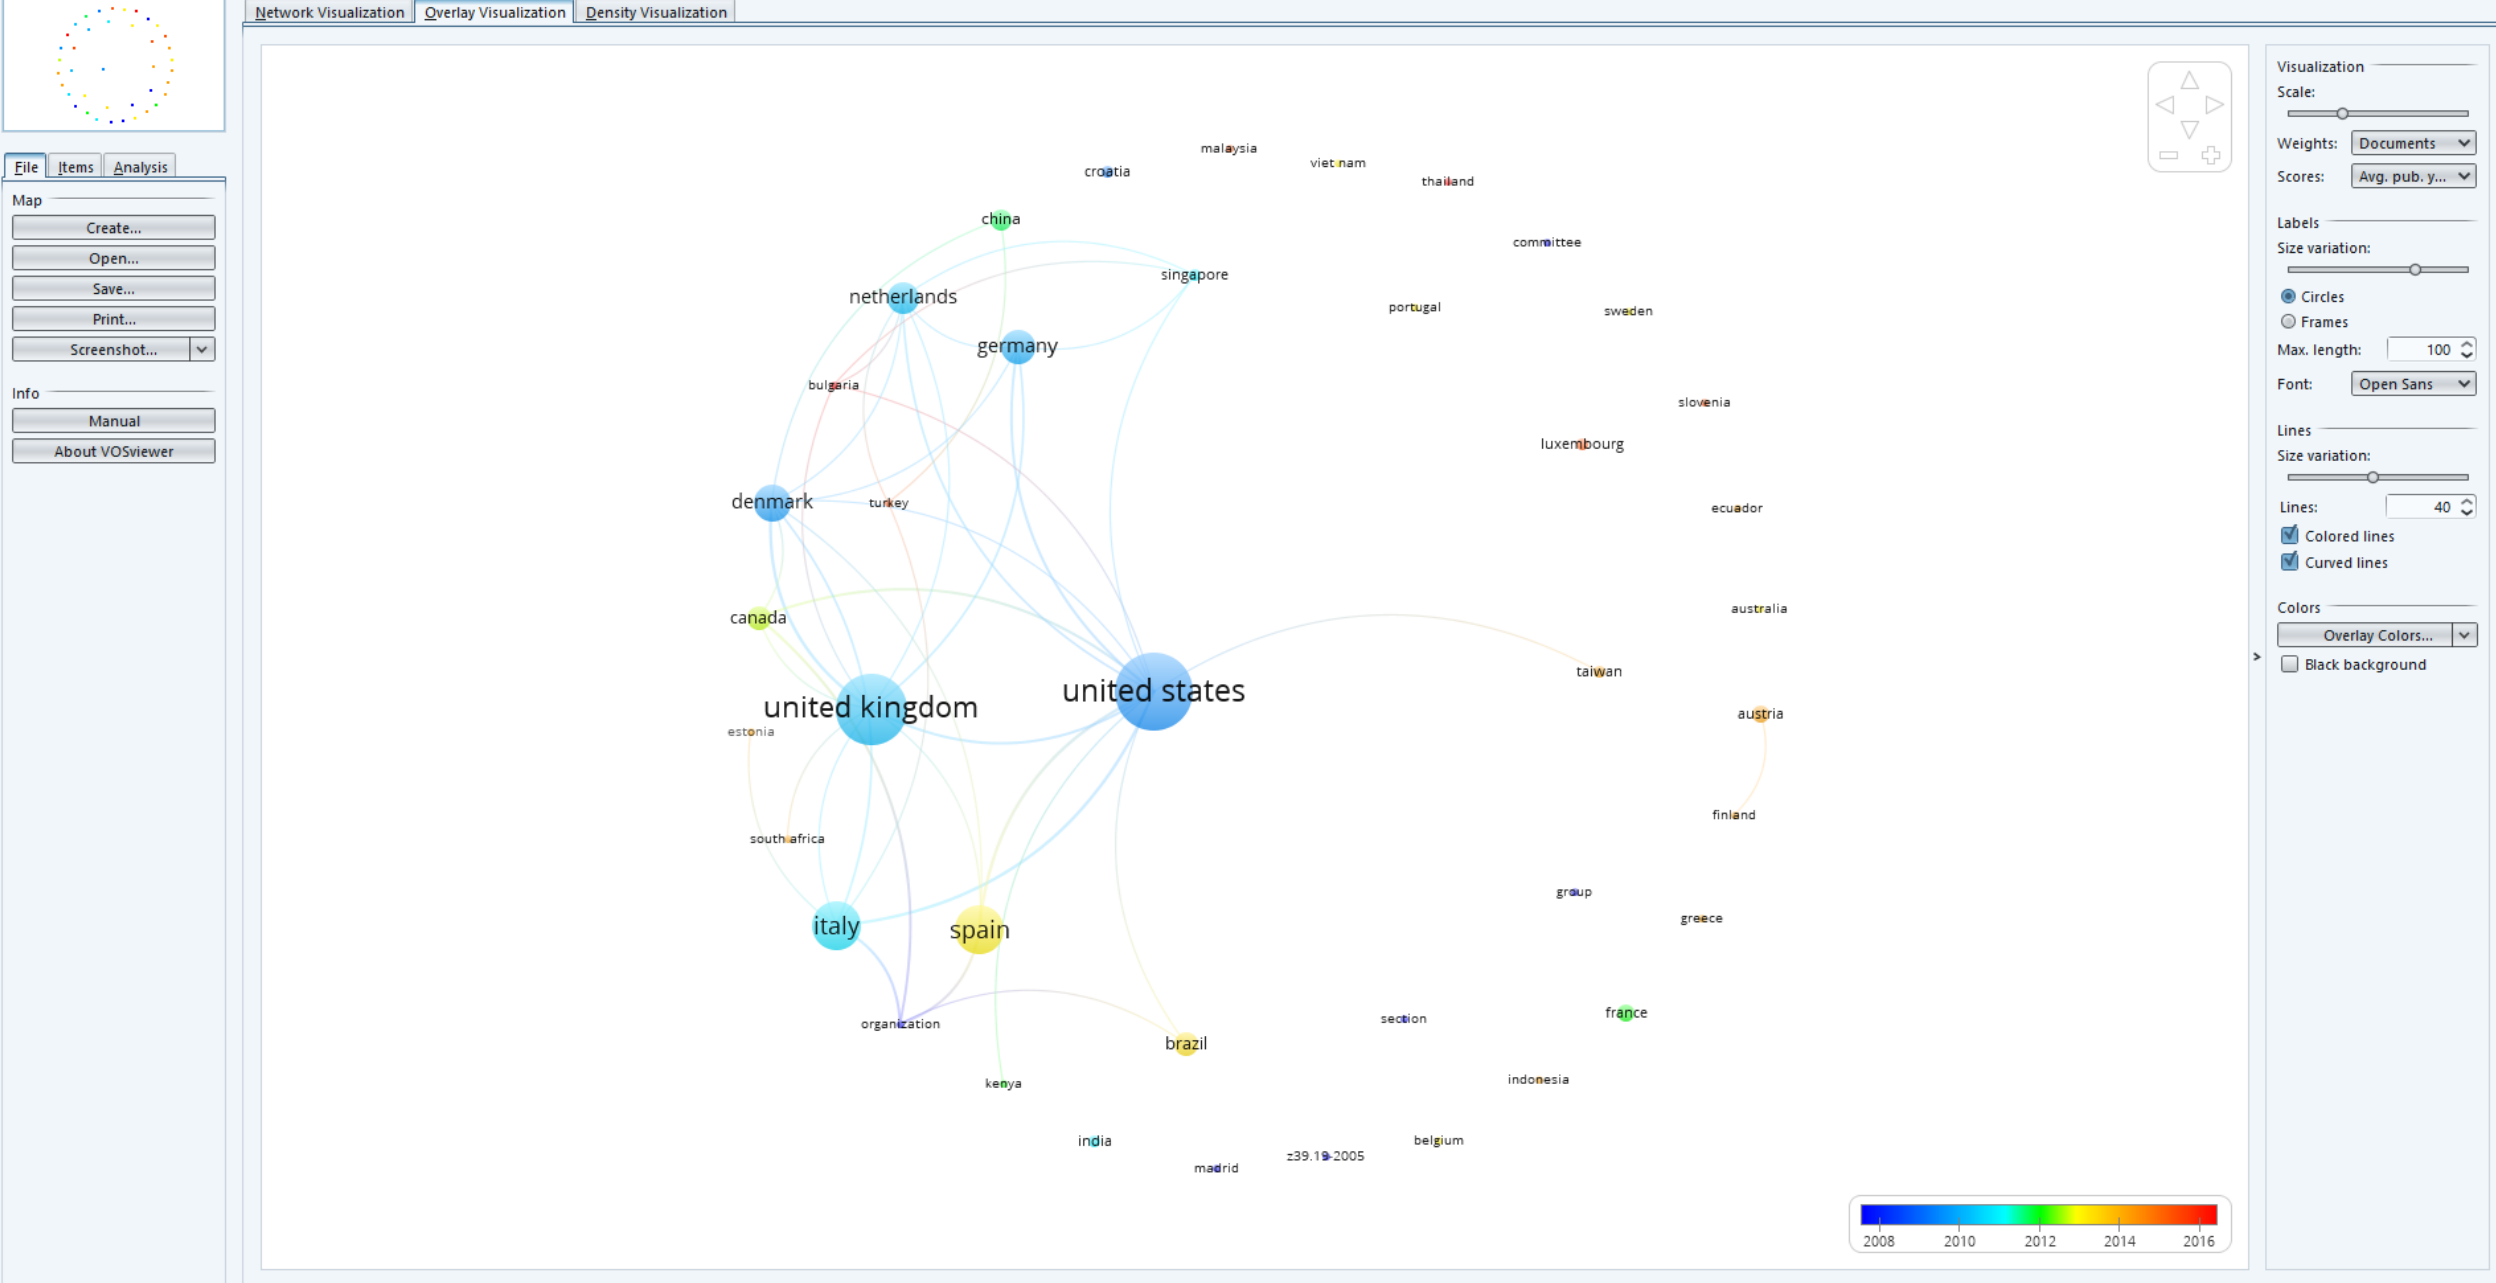 Network Visualization
Overlay Visualization
Density Visualization
File
Items
Analysis
Map
Create...
Open...
Save...
Print...
Screenshot...
Info
Manual
About VOSviewer
malaysia
viet nam
croatia
thailand
china
committee
singapore
netherlands
portugal
sweden
germany
bulgaria
slovenia
luxembourg
denmark
turkey
ecuador
canada
australia
taiwan
united states
united kingdom
austria
estonia
finland
south africa
group
greece
italy
spain
organization
section
france
brazil
kenya
indonesia
india
belgium
z39.19-2005
madrid
2008
2010
2012
2014
2016
Visualization
Scale:
Weights:
Documents
Scores:
Avg. pub. y...
Labels
Size variation:
Circles
Frames
Max. length:
100
Font:
Open Sans
Lines
Size variation:
Lines:
40
Colored lines
Curved lines
Colors
Overlay Colors...
Black background